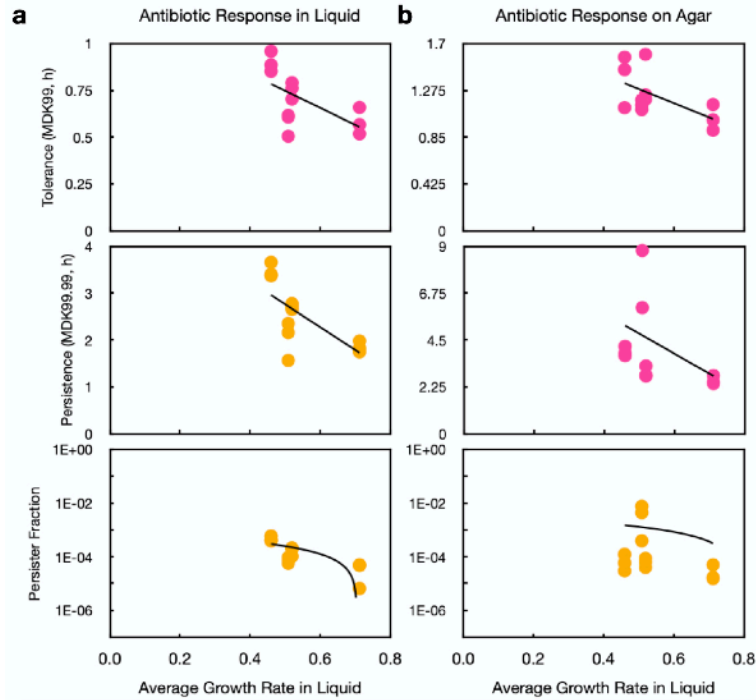 a
Antibiotic Response in Liquid
Tolerance (MDK99, h)
1
0.75
0.5
0.25
0
Persistence (MDK99.99, h)
4
3
2
1
0
Persister Fraction
1E+00
1E-02
1E-04
1E-06
0.0
0.2
0.4
0.6
0.8
Average Growth Rate in Liquid
b
Antibiotic Response on Agar
1.7
1.275
0.85
0.425
0
9
6.75
4.5
2.25
0
1E+00
1E-02
1E-04
1E-06
0.0
0.2
0.4
0.6
0.8
Average Growth Rate in Liquid